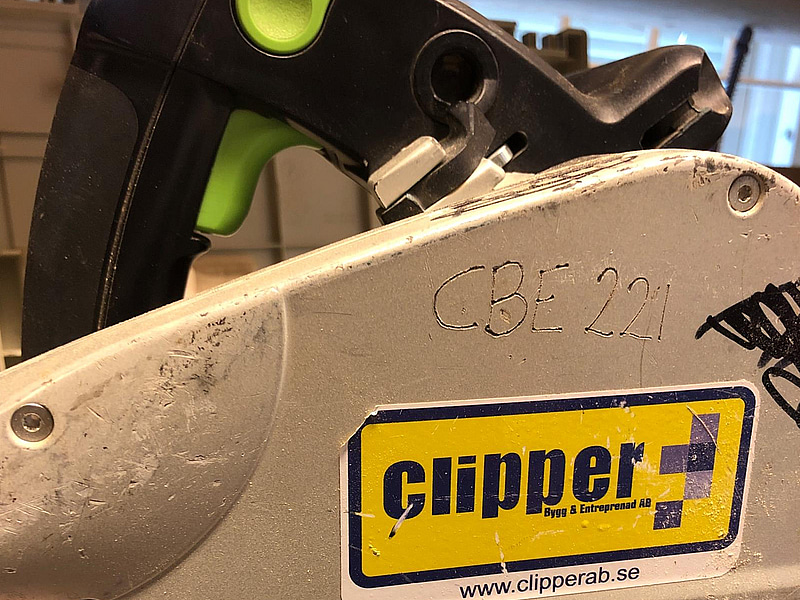 CBE 221
clipper
Bygg & Entreprenad AB
www.clipperab.se